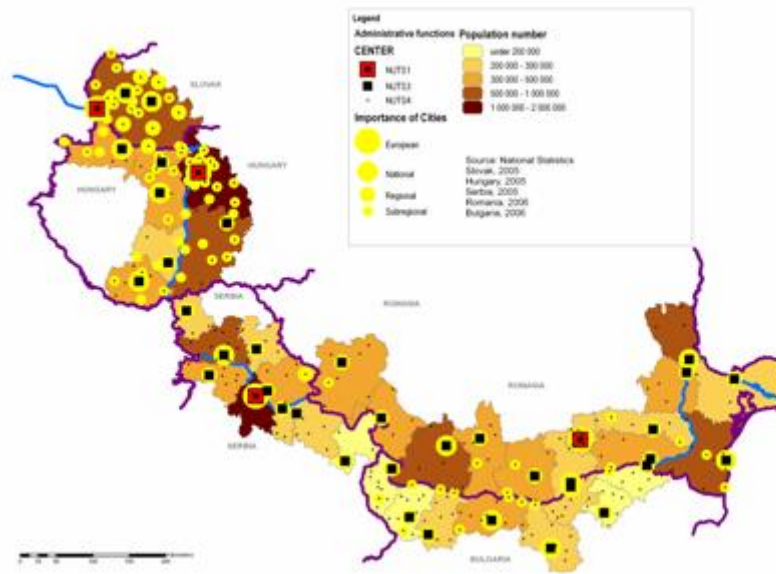 Legend
Administrative functions
CENTER
NUTS1
NUTS3
NUTS4
Importance of Cities
European
National
Regional
Subregional
Population number
under 200 000
200 000 - 300 000
300 000 - 500 000
500 000 - 1 000 000
1 000 000 - 2 000 000
Source: National Statistics
Slovak, 2005
Hungary, 2005
Serbia, 2005
Romania, 2006
Bulgaria, 2006
SLOVAK
HUNGARY
HUNGARY
SERBIA
ROMANIA
ROMANIA
SERBIA
BULGARIA